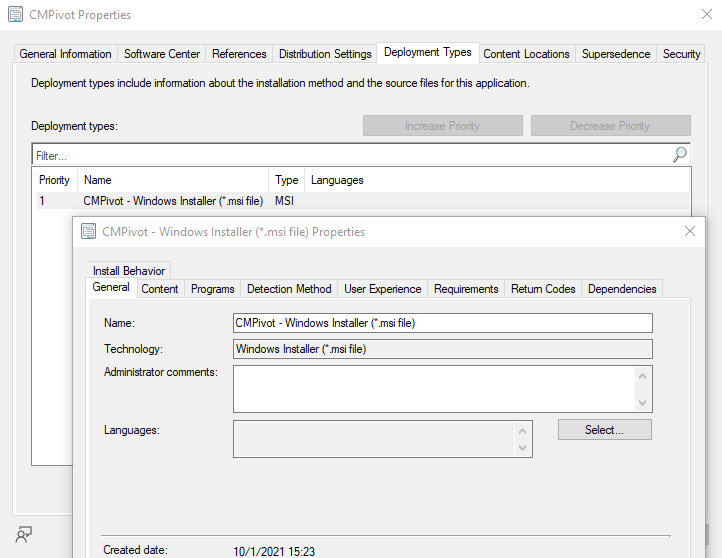 CMPivot Properties
General Information Software Center References Distribution Settings Deployment Types Content Locations Supersedence Security
Deployment types include information about the installation method and the source files for this application.
Deployment types: Increase Priority Decrease Priority
Filter...
Priority Name Type Languages
1 CMPivot - Windows Installer (*.msi file) MSI
CMPivot - Windows Installer (*.msi file) Properties
Install Behavior
General Content Programs Detection Method User Experience Requirements Return Codes Dependencies
Name: CMPivot - Windows Installer (*.msi file)
Technology: Windows Installer (*.msi file)
Administrator comments:
Languages: Select...
Created date: 10/1/2021 15:23